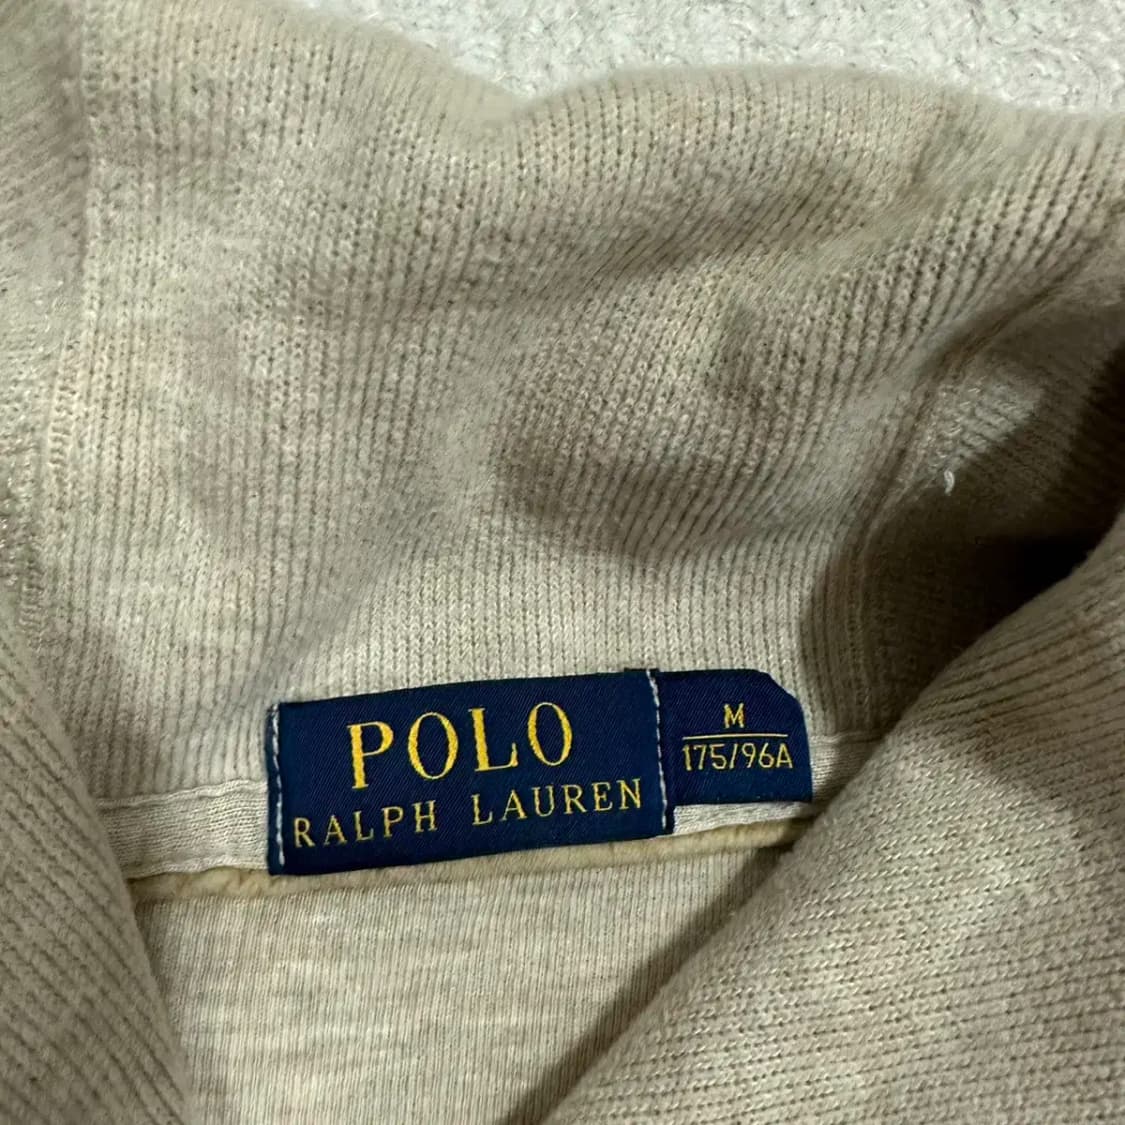 POLO
RALPH LAUREN
M
175/96A